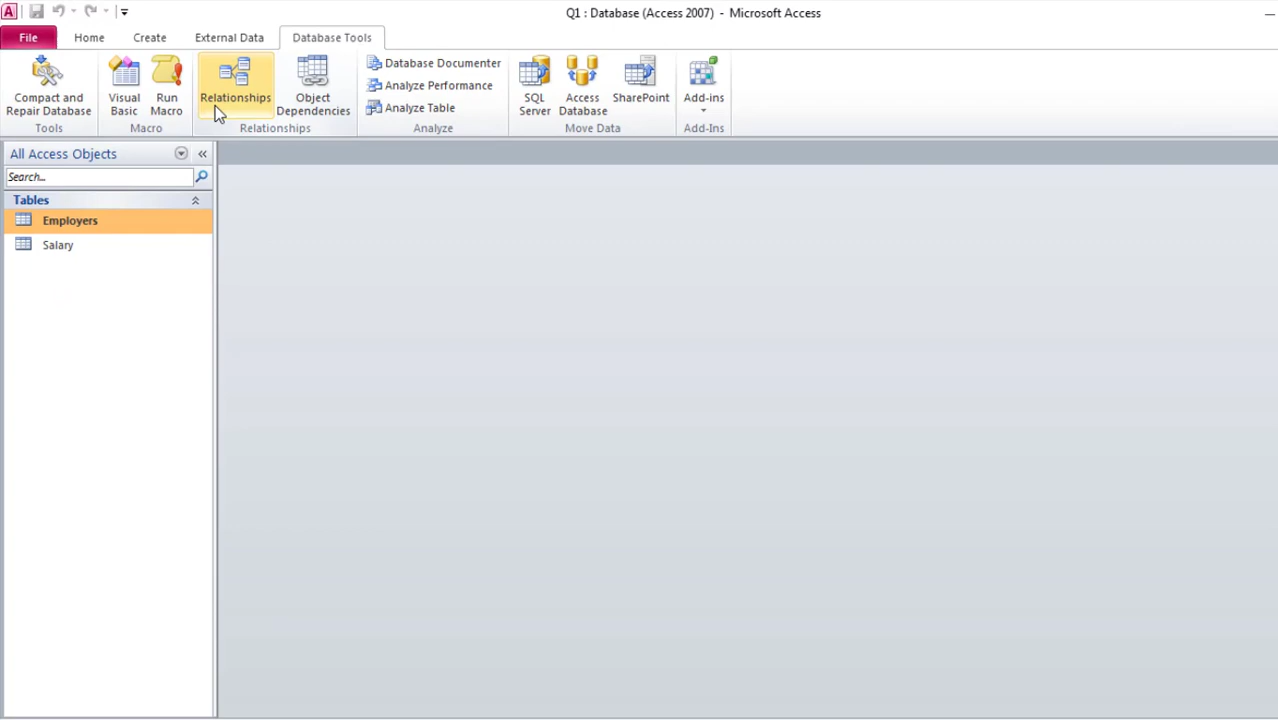 A
Q1 : Database (Access 2007) - Microsoft Access
File Home Create External Data Database Tools
Compact and
Repair Database
Tools
Visual
Basic
Run
Macro
Macro
Relationships
Object
Dependencies
Relationships
Database Documenter
Analyze Performance
Analyze Table
Analyze
SQL
Server
Access
Database
SharePoint
Move Data
Add-ins
Add-Ins
All Access Objects
Search...
Tables
Employers
Salary